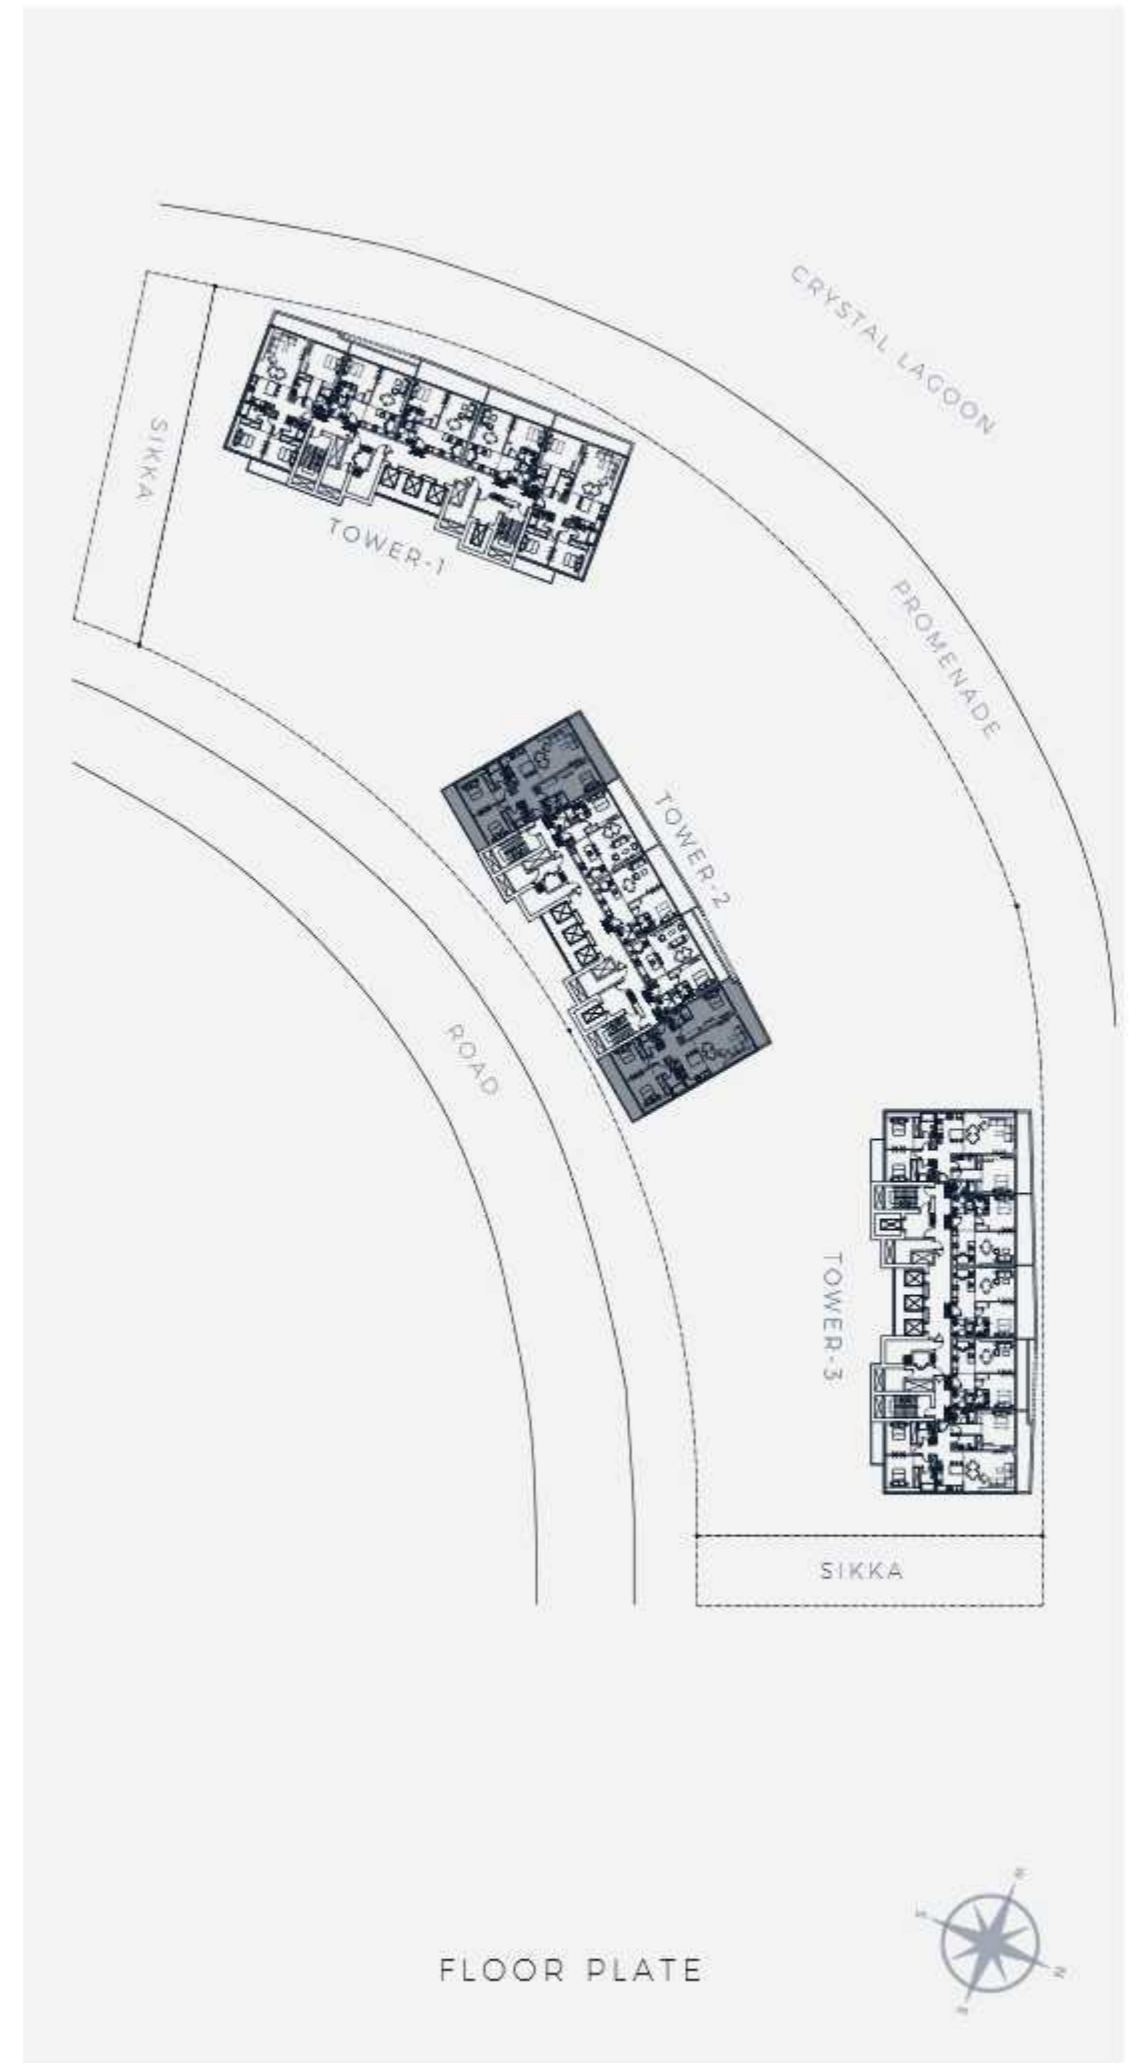 CRYSTAL LAGOON
SIKKA
TOWER-1
PROMENADE
TOWER-2
ROAD
TOWER-3
SIKKA
FLOOR PLATE